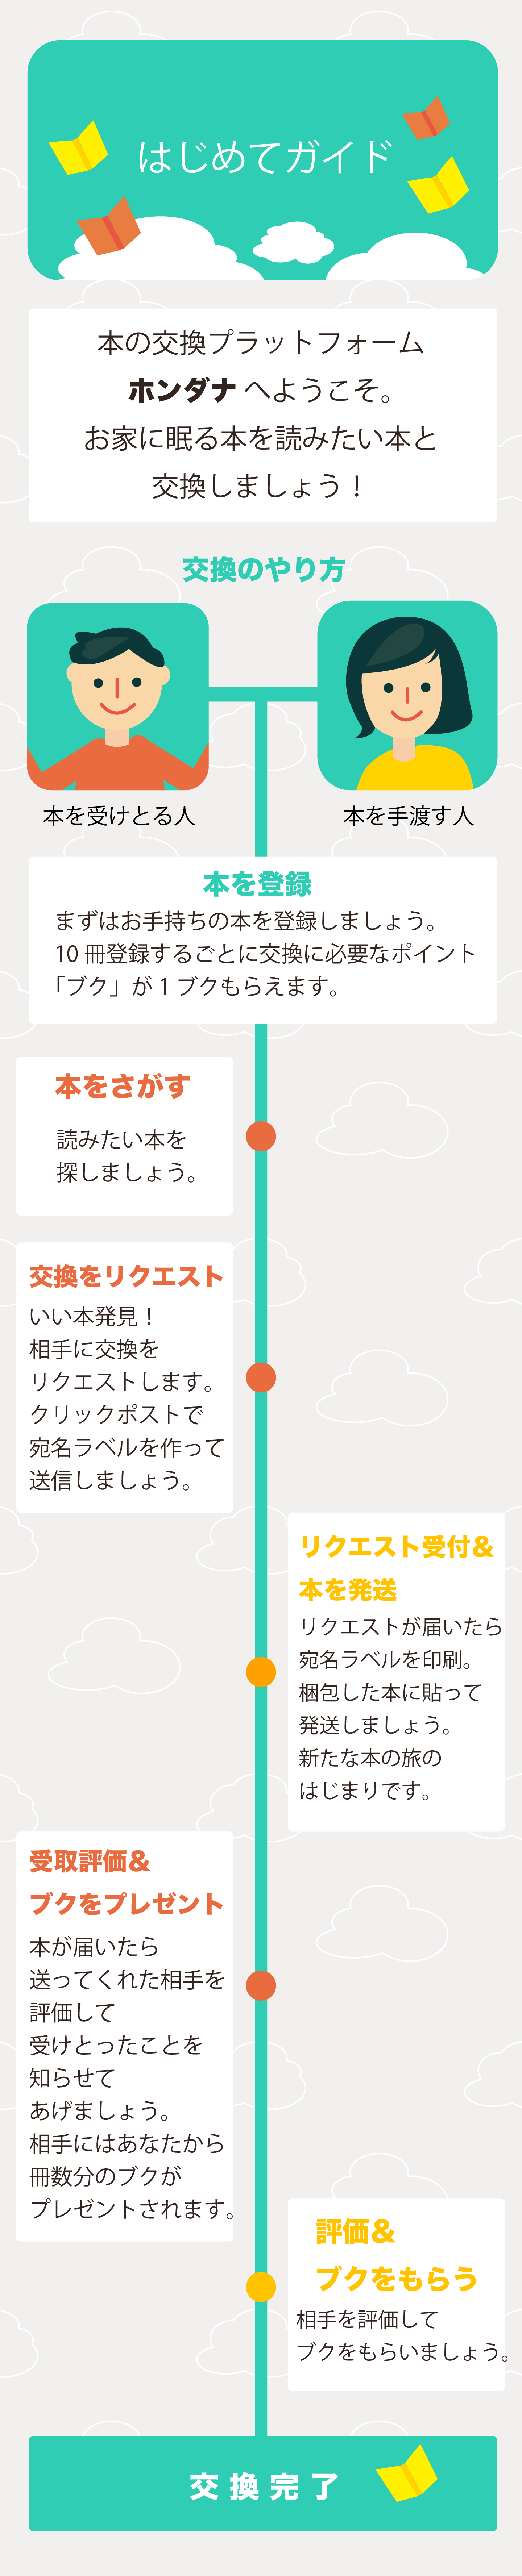 はじめてガイド
本の交換プラットフォーム
ホンダナ へようこそ。
お家に眠る本を読みたい本と
交換しましょう！
交換のやり方
本を受けとる人
本を手渡す人
本を登録
まずはお手持ちの本を登録しましょう。
10 冊登録するごとに交換に必要なポイント
「ブク」が 1 ブクもらえます。
本をさがす
読みたい本を
探しましょう。
交換をリクエスト
いい本発見！
相手に交換を
リクエストします。
クリックポストで
宛名ラベルを作って
送信しましょう。
リクエスト受付＆
本を発送
リクエストが届いたら
宛名ラベルを印刷。
梱包した本に貼って
発送しましょう。
新たな本の旅の
はじまりです。
受取評価＆
ブクをプレゼント
本が届いたら
送ってくれた相手を
評価して
受けとったことを
知らせて
あげましょう。
相手にはあなたから
冊数分のブクが
プレゼントされます。
評価＆
ブクをもらう
相手を評価して
ブクをもらいましょう。
交換完了